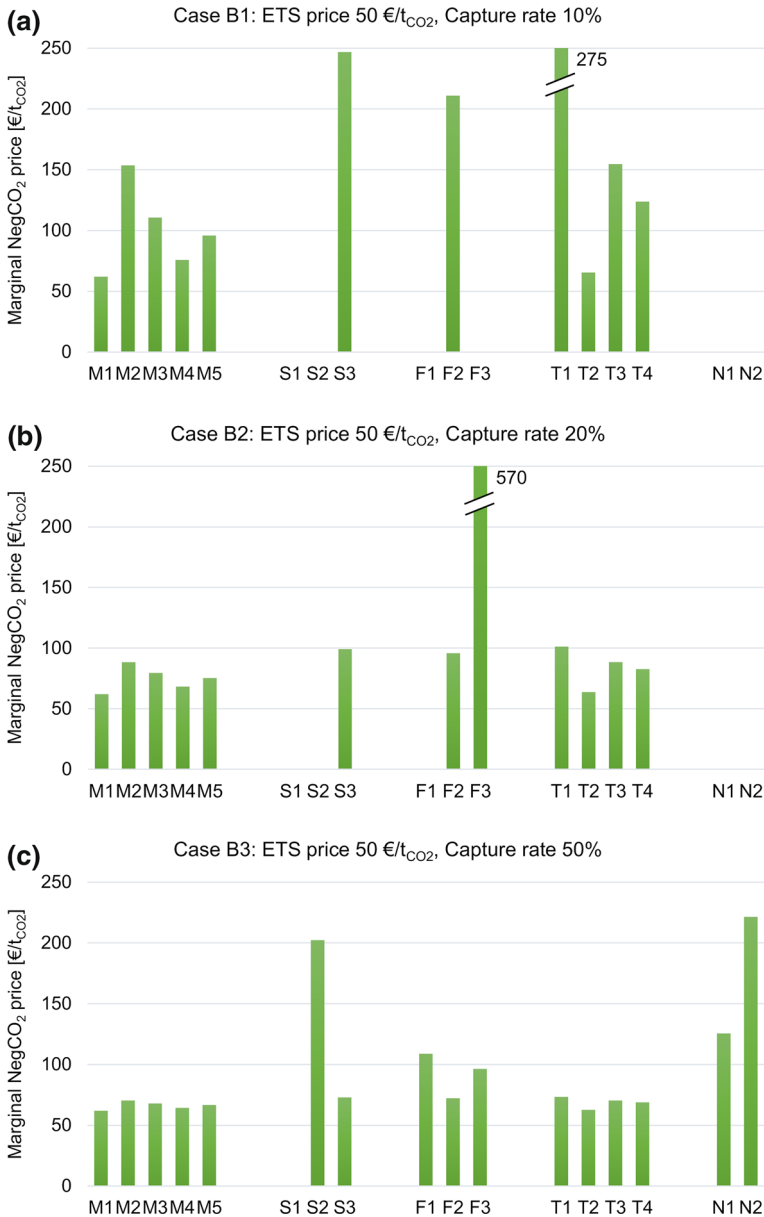 (a)
Case B1: ETS price 50 €/tCO2, Capture rate 10%
Marginal NegCO2 price [€/tCO2]
250
200
150
100
50
0
275
M1 M2 M3 M4 M5 S1 S2 S3 F1 F2 F3 T1 T2 T3 T4 N1 N2
(b)
Case B2: ETS price 50 €/tCO2, Capture rate 20%
Marginal NegCO2 price [€/tCO2]
250
200
150
100
50
0
570
M1 M2 M3 M4 M5 S1 S2 S3 F1 F2 F3 T1 T2 T3 T4 N1 N2
(c)
Case B3: ETS price 50 €/tCO2, Capture rate 50%
Marginal NegCO2 price [€/tCO2]
250
200
150
100
50
0
M1 M2 M3 M4 M5 S1 S2 S3 F1 F2 F3 T1 T2 T3 T4 N1 N2